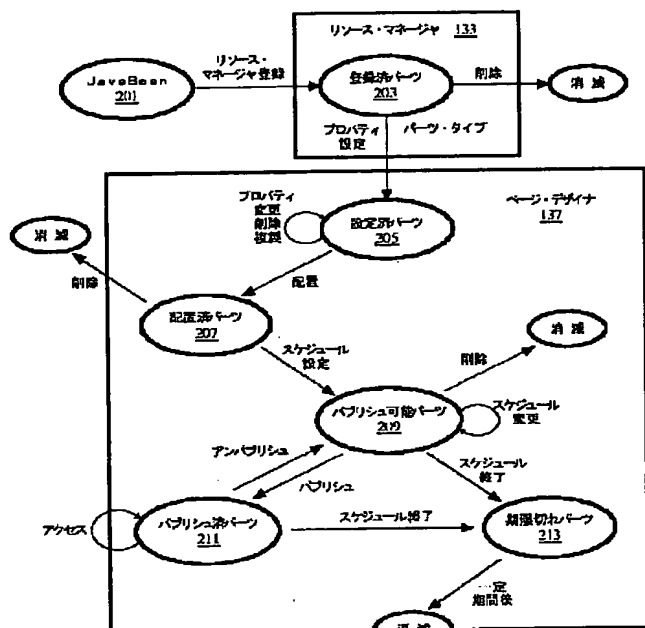 リソース・マネージャ 133
リソース・
マネージャ登録
JavaBean
201
登録済パーツ
203
削除
消滅
プロパティ
設定
パーツ・タイプ
ページ・デザイナ
137
プロパティ
変更
削除
複製
設定済パーツ
205
消滅
削除
配置
配置済パーツ
207
消滅
スケジュール
設定
削除
パブリッシュ可能パーツ
209
スケジュール
変更
アンパブリッシュ
パブリッシュ
スケジュール
終了
アクセス
パブリッシュ済パーツ
211
スケジュール終了
期限切れパーツ
213
一定
期間後
消滅